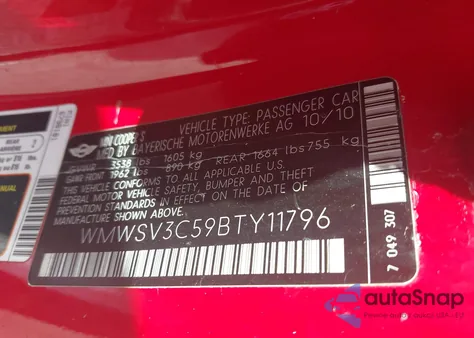 MINI COOPER S
VEHICLE TYPE: PASSENGER CAR
MFD BY BAYERISCHE MOTORENWERKE AG 10/10
GVWR 3538 lbs 1605 kg
GAWR FRONT 1962 lbs 890 kg REAR 1664 lbs 755 kg
THIS VEHICLE CONFORMS TO ALL APPLICABLE FEDERAL
MOTOR VEHICLE SAFETY, BUMPER, AND
THEFT PREVENTION STANDARDS IN EFFECT ON
THE DATE OF MANUFACTURE SHOWN ABOVE.
WMWSV3C59BTY11796
7 049 307
MANUAL
autoSnap